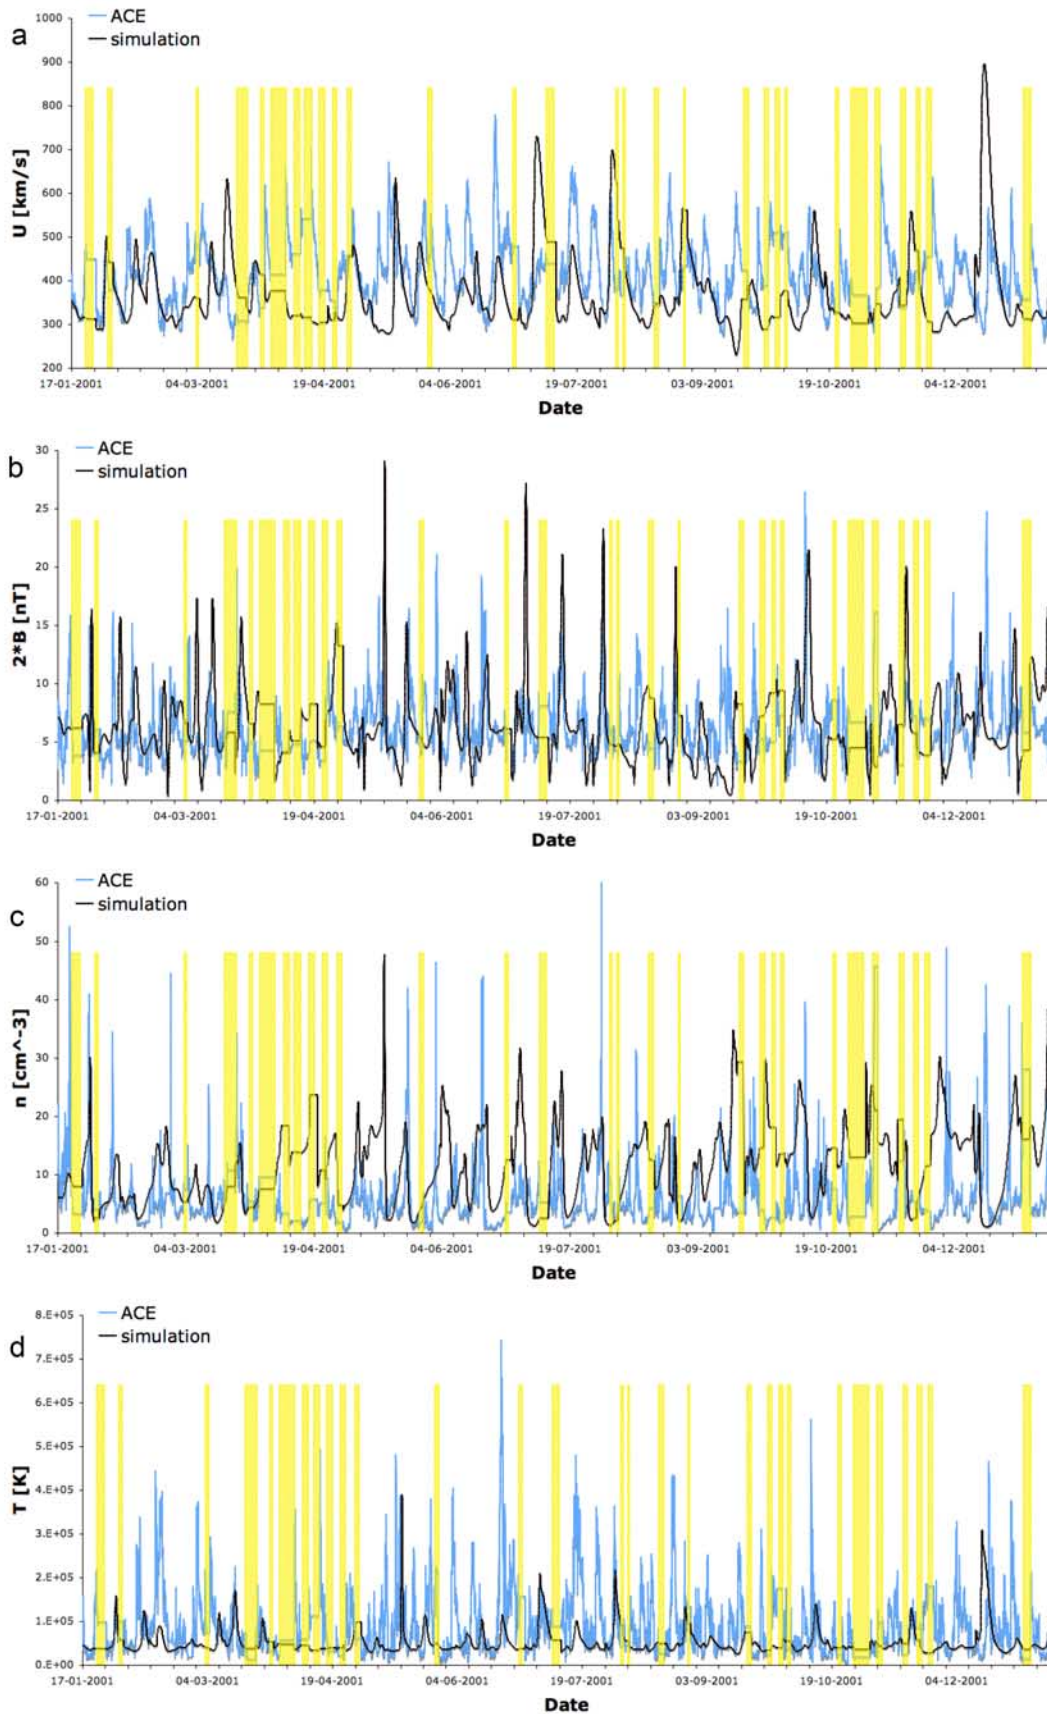 a
ACE
simulation
1000
900
800
700
600
500
400
300
200
U [km/s]
17-01-2001 04-03-2001 19-04-2001 04-06-2001 19-07-2001 03-09-2001 19-10-2001 04-12-2001
Date
b
ACE
simulation
30
25
20
15
10
5
0
2*B [nT]
17-01-2001 04-03-2001 19-04-2001 04-06-2001 19-07-2001 03-09-2001 19-10-2001 04-12-2001
Date
c
ACE
simulation
60
50
40
30
20
10
0
n [cm^-3]
17-01-2001 04-03-2001 19-04-2001 04-06-2001 19-07-2001 03-09-2001 19-10-2001 04-12-2001
Date
d
ACE
simulation
8.E+05
7.E+05
6.E+05
5.E+05
4.E+05
3.E+05
2.E+05
1.E+05
0.E+00
T [K]
17-01-2001 04-03-2001 19-04-2001 04-06-2001 19-07-2001 03-09-2001 19-10-2001 04-12-2001
Date